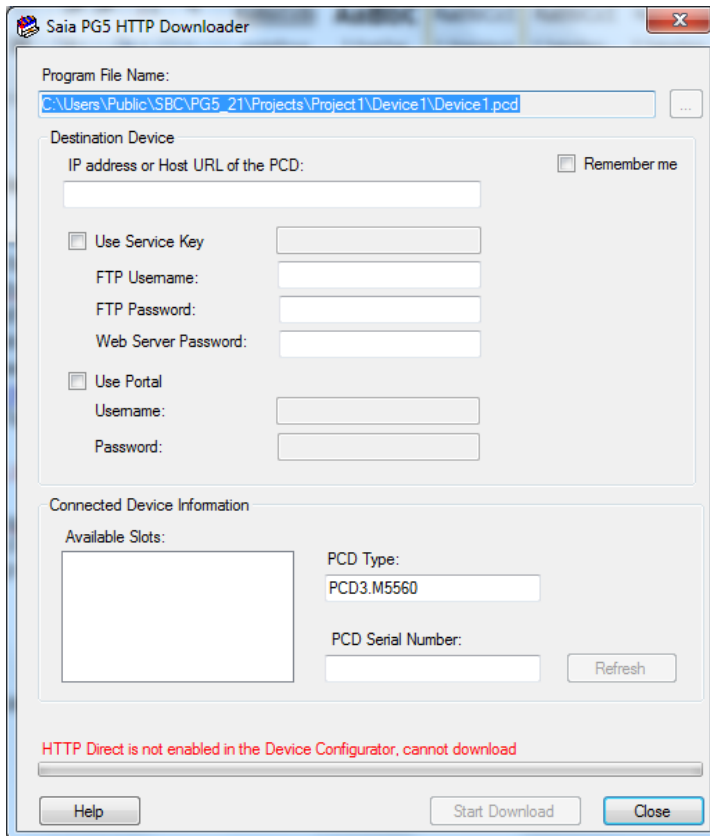 Saia PG5 HTTP Downloader
x
Program File Name:
C:\Users\Public\SBC\PG5_21\Projects\Project1\Device1\Device1.pcd
...
Destination Device
IP address or Host URL of the PCD:
Remember me
Use Service Key
FTP Username:
FTP Password:
Web Server Password:
Use Portal
Username:
Password:
Connected Device Information
Available Slots:
PCD Type:
PCD3.M5560
PCD Serial Number:
Refresh
HTTP Direct is not enabled in the Device Configurator, cannot download
Help
Start Download
Close